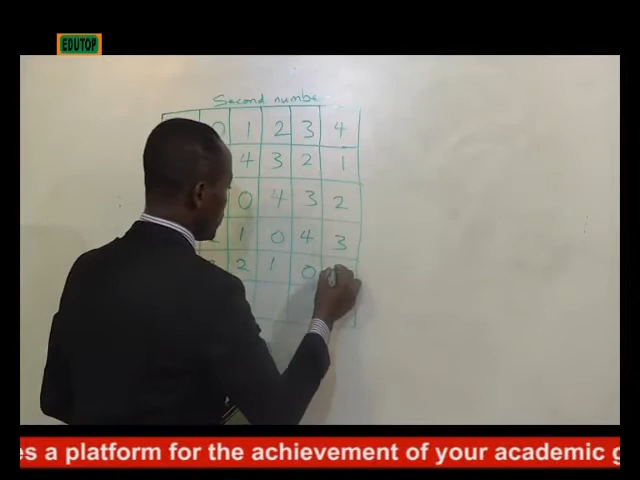 EDUTOP
Second number
0 1 2 3 4
4 3 2 1
0 4 3 2
1 0 4 3
2 1 0
es a platform for the achievement of your academic g